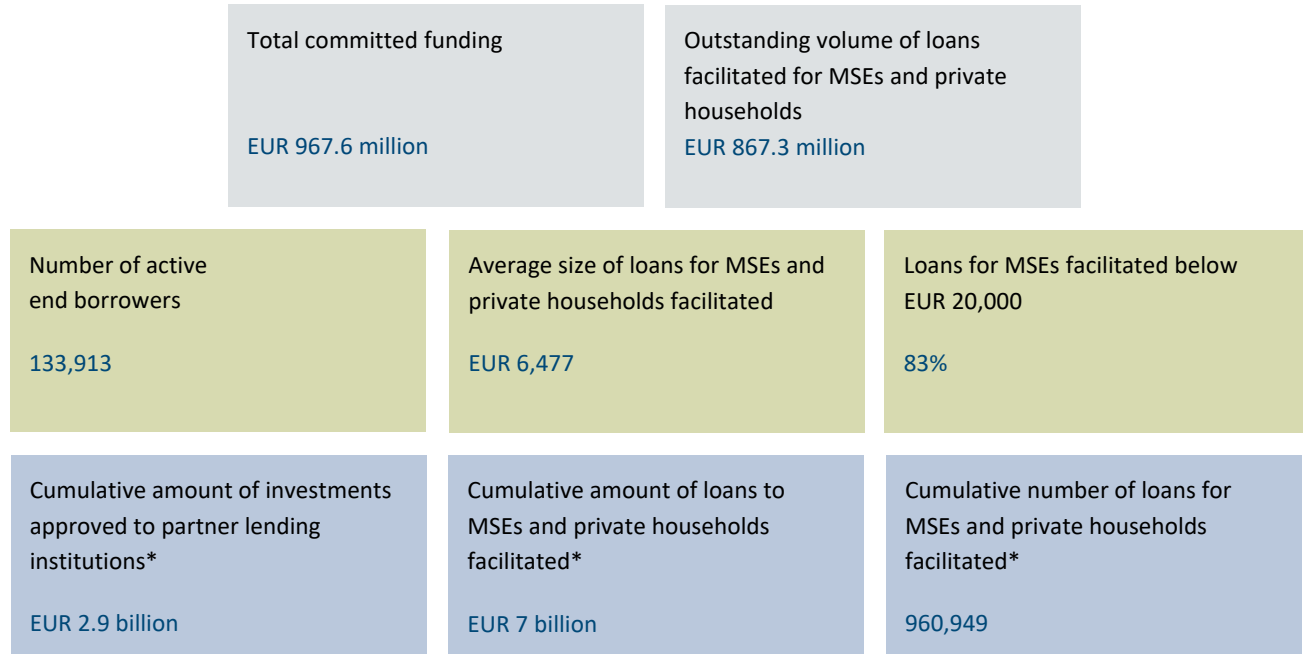 Total committed funding
EUR 967.6 million
Outstanding volume of loans
facilitated for MSEs and private
households
EUR 867.3 million
Number of active
end borrowers
133,913
Average size of loans for MSEs and
private households facilitated
EUR 6,477
Loans for MSEs facilitated below
EUR 20,000
83%
Cumulative amount of investments
approved to partner lending
institutions*
EUR 2.9 billion
Cumulative amount of loans to
MSEs and private households
facilitated*
EUR 7 billion
Cumulative number of loans for
MSEs and private households
facilitated*
960,949